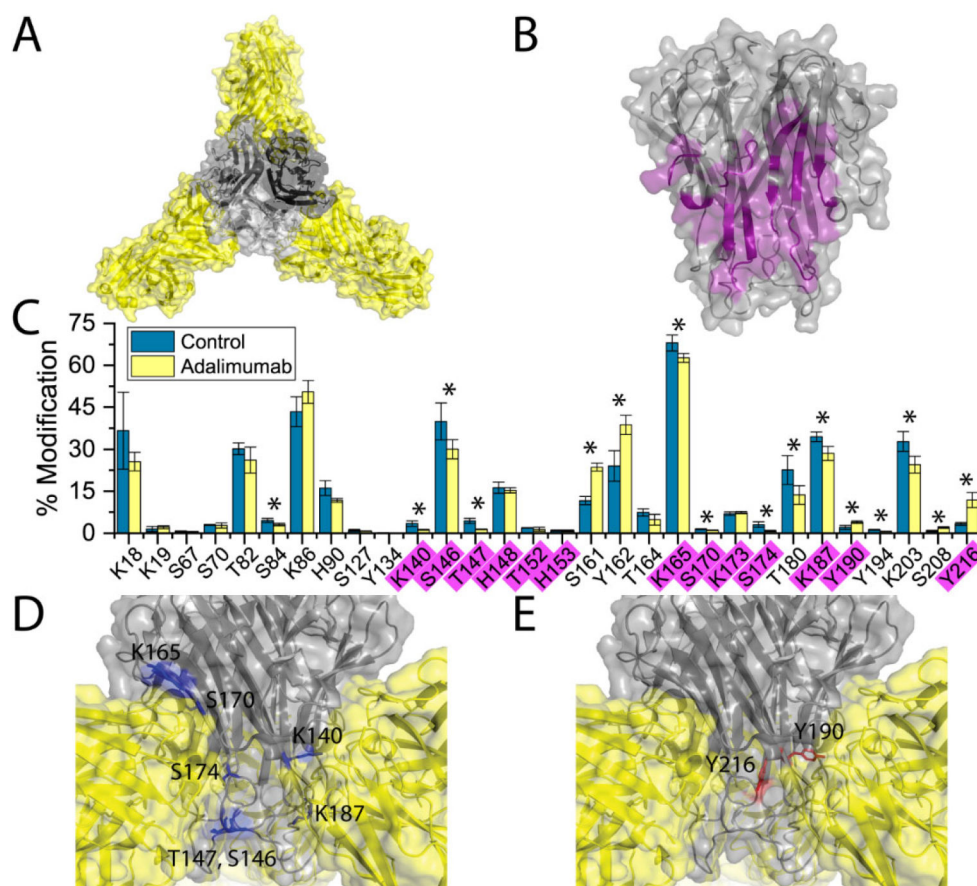 A
B
C
75
60
45
30
15
0
% Modification
Control
Adalimumab
* * * * * * * * * * * *
K18 K19 S67 S70 T82 S84 K86 H90 S127 Y134 K140 S146 T147 H148 T152 H153 S161 Y162 T164 K165 S170 K173 S174 T180 K187 Y190 Y194 K203 S208 Y216
D
K165
S170
K140
S174
K187
T147, S146
E
Y190
Y216